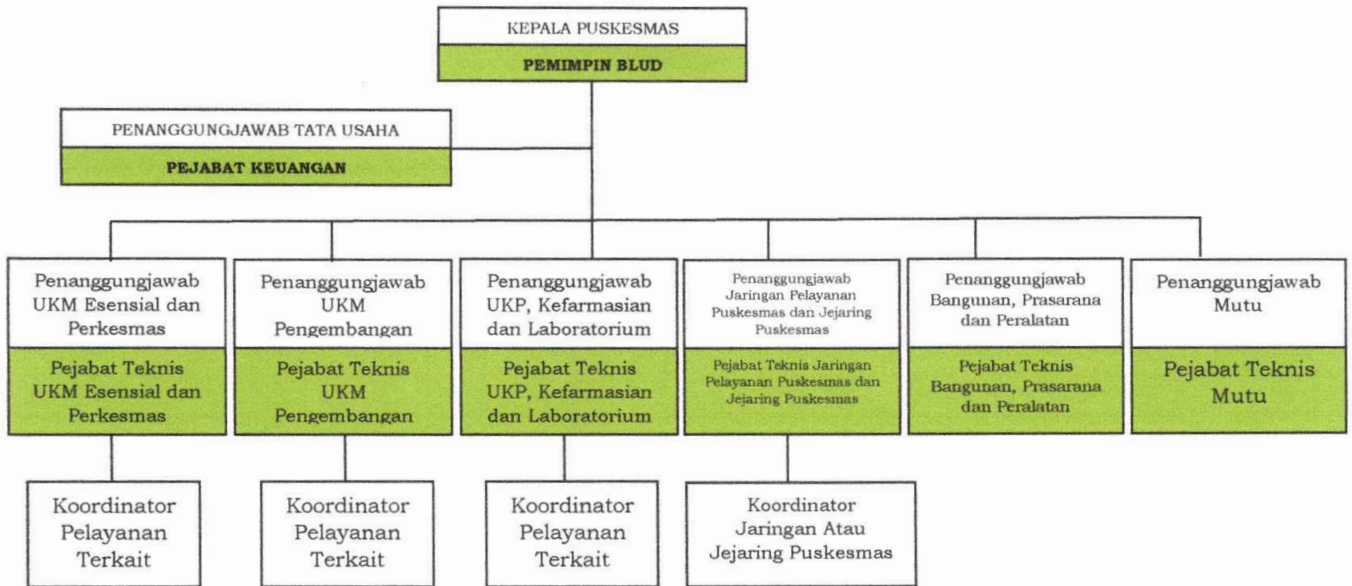 KEPALA PUSKESMAS
PEMIMPIN BLUD
PENANGGUNGJAWAB TATA USAHA
PEJABAT KEUANGAN
Penanggungjawab
UKM Esensial dan
Perkesmas
Pejabat Teknis
UKM Esensial dan
Perkesmas
Penanggungjawab
UKM
Pengembangan
Pejabat Teknis
UKM
Pengembangan
Penanggungjawab
UKP, Kefarmasian
dan Laboratorium
Pejabat Teknis
UKP, Kefarmasian
dan Laboratorium
Penanggungjawab
Jaringan Pelayanan
Puskesmas dan Jejaring
Puskesmas
Pejabat Teknis Jaringan
Pelayanan Puskesmas dan
Jejaring Puskesmas
Penanggungjawab
Bangunan, Prasarana
dan Peralatan
Pejabat Teknis
Bangunan, Prasarana
dan Peralatan
Penanggungjawab
Mutu
Pejabat Teknis
Mutu
Koordinator
Pelayanan
Terkait
Koordinator
Pelayanan
Terkait
Koordinator
Pelayanan
Terkait
Koordinator
Jaringan Atau
Jejaring Puskesmas